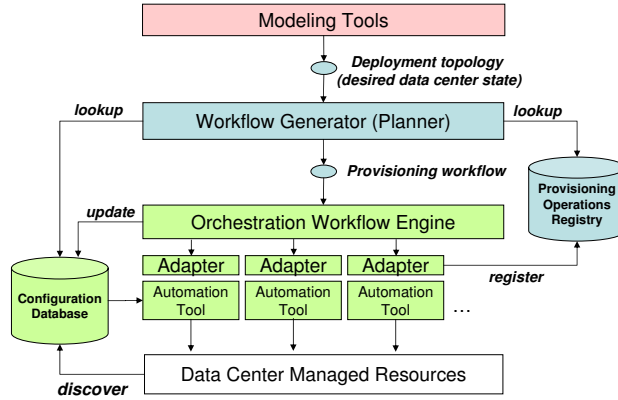 Modeling Tools
Deployment topology
(desired data center state)
lookup
lookup
Workflow Generator (Planner)
Provisioning workflow
Provisioning
Operations
Registry
update
Orchestration Workflow Engine
Adapter
Adapter
Adapter
register
Configuration
Database
Automation
Tool
Automation
Tool
Automation
Tool
...
Data Center Managed Resources
discover